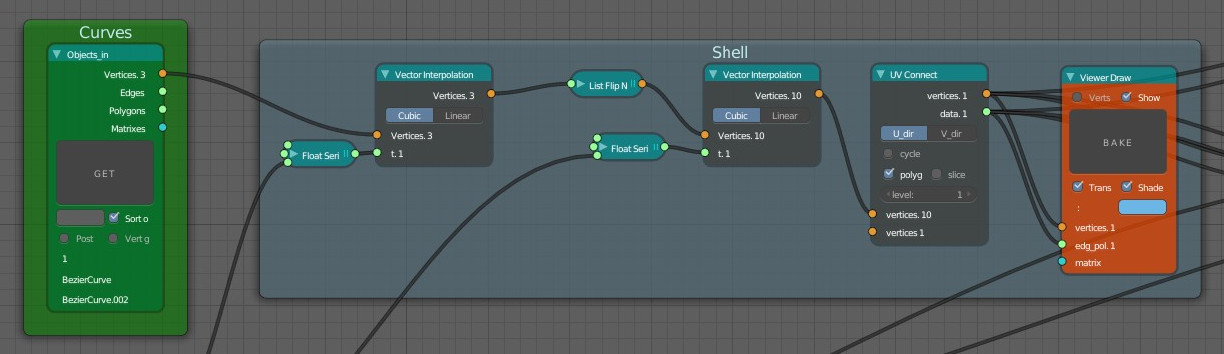 Curves
Objects_in
Vertices. 3
Edges
Polygons
Matrixes
GET
Sort o
Post
Vert g
1
BezierCurve
BezierCurve.002
Shell
Float Seri
Vector Interpolation
Vertices. 3
Cubic
Linear
Vertices. 3
t. 1
List Flip N
Float Seri
Vector Interpolation
Vertices. 10
Cubic
Linear
Vertices. 10
t. 1
UV Connect
vertices. 1
data. 1
U_dir
V_dir
cycle
polyg
slice
level: 1
vertices. 10
vertices 1
Viewer Draw
Verts
Show
BAKE
Trans
Shade
:
vertices. 1
edg_pol. 1
matrix